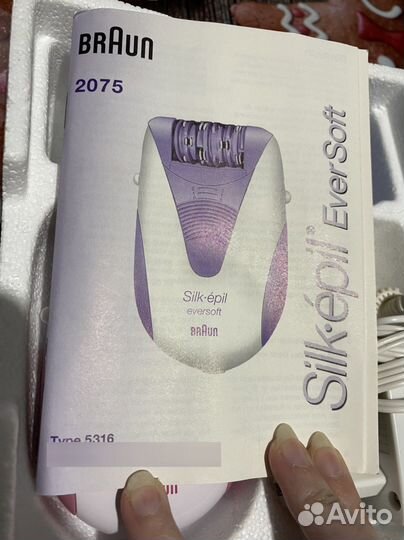 BRAUN
2075
Silk·épil
eversoft
BRAUN
Silk·épil® EverSoft
Type 5316
Avito